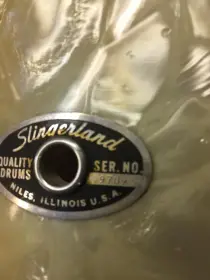 Slingerland
QUALITY DRUMS
SER. NO.
NILES, ILLINOIS U.S.A.